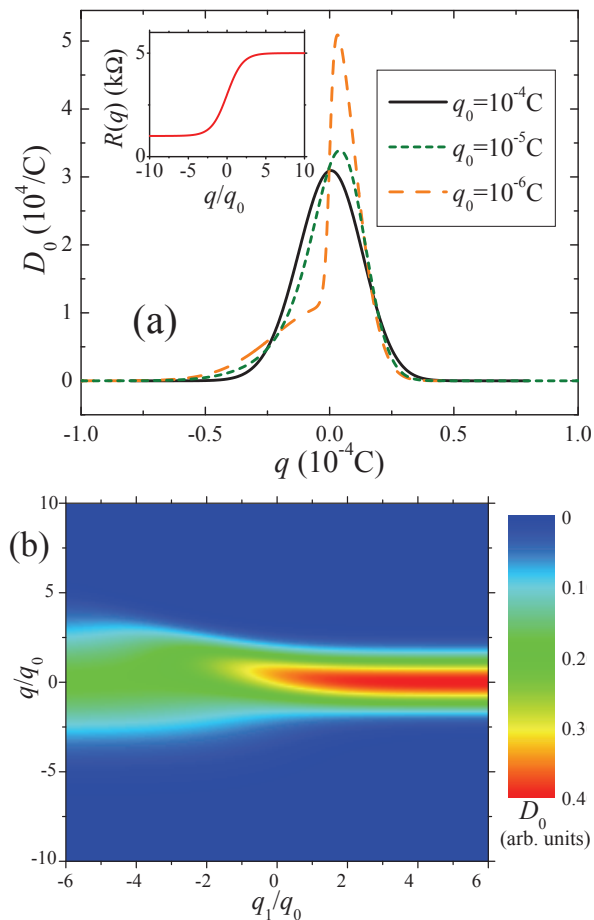 5
R(q) (kΩ)
0
-10 -5 0 5 10
q/q₀
q₀=10⁻⁴C
q₀=10⁻⁵C
q₀=10⁻⁶C
5
4
3
2
1
0
D₀ (10⁴/C)
(a)
-1.0 -0.5 0.0 0.5 1.0
q (10⁻⁴C)
(b)
10
5
0
-5
-10
q/q₀
-6 -4 -2 0 2 4 6
q₁/q₀
0
0.1
0.2
0.3
0.4
D₀
(arb. units)